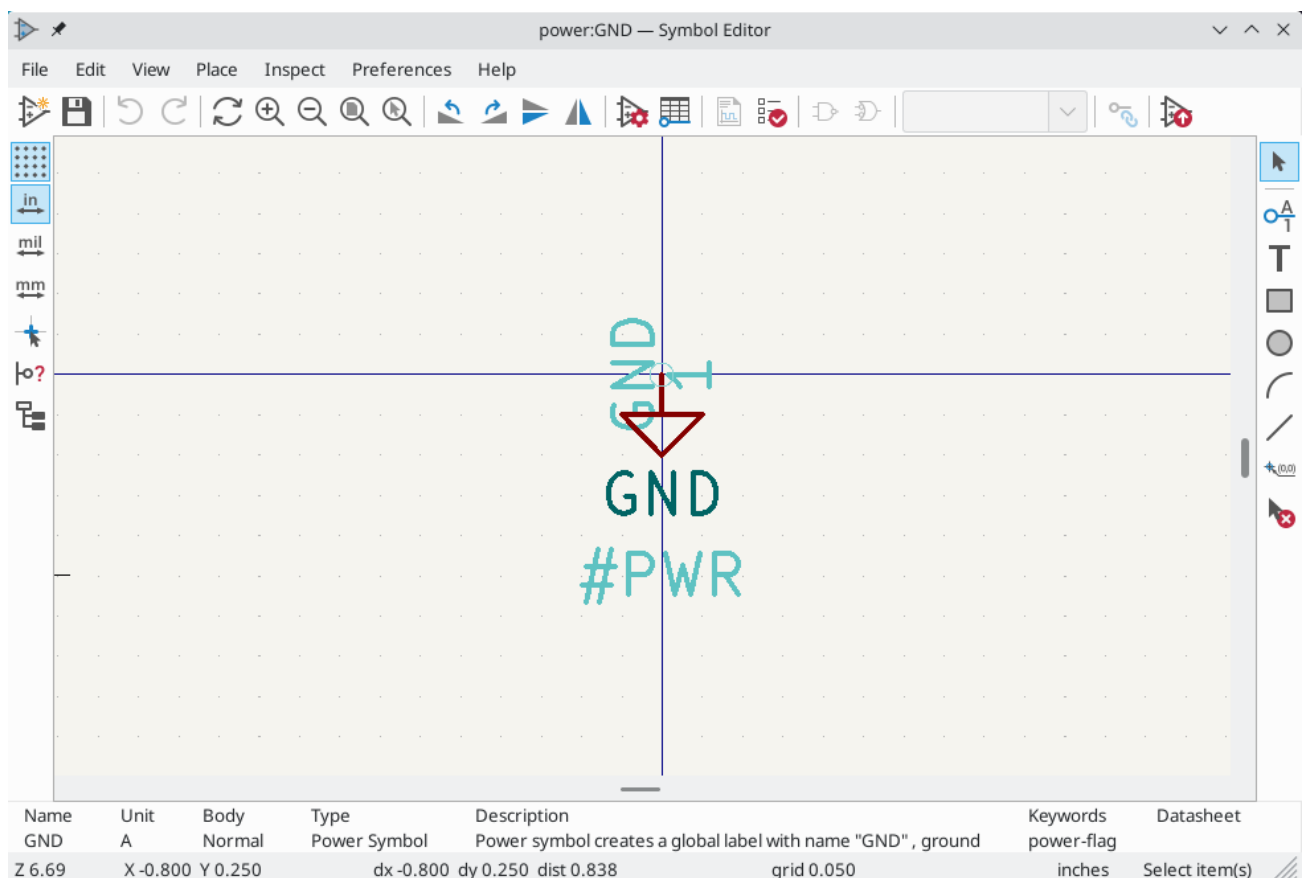 power:GND — Symbol Editor
File Edit View Place Inspect Preferences Help
in
mil
mm
?
A
1
T
(0,0)
GND
1
GND
#PWR
Name Unit Body Type Description Keywords Datasheet
GND A Normal Power Symbol Power symbol creates a global label with name "GND" , ground power-flag
Z 6.69 X -0.800 Y 0.250 dx -0.800 dy 0.250 dist 0.838 grid 0.050 inches Select item(s)